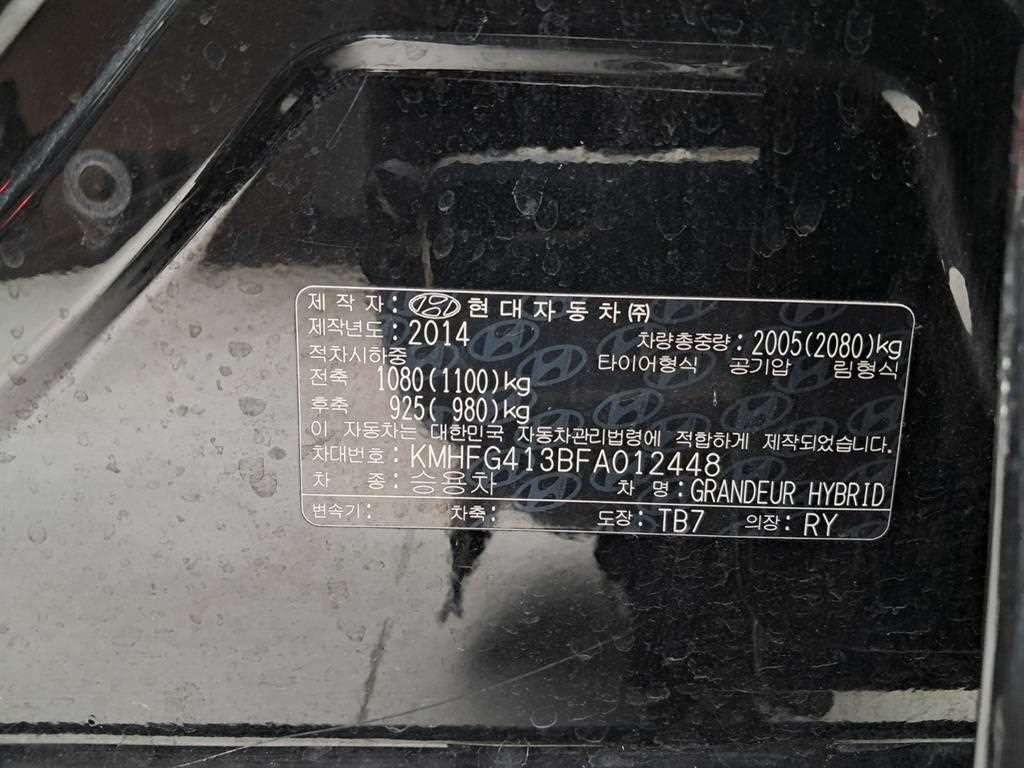 제 작 자 : 현대자동차㈜
제작년도 : 2014 차량총중량 : 2005(2080)kg
적차시하중 타이어형식 공기압 림형식
전축 1080(1100)kg
후축 925( 980)kg
이 자동차는 대한민국 자동차관리법령에 적합하게 제작되었습니다.
차대번호 : KMHFG413BFA012448
차 종 : 승용차 차 명 : GRANDEUR HYBRID
변속기 : 차축 : 도장 : TB7 의장 : RY